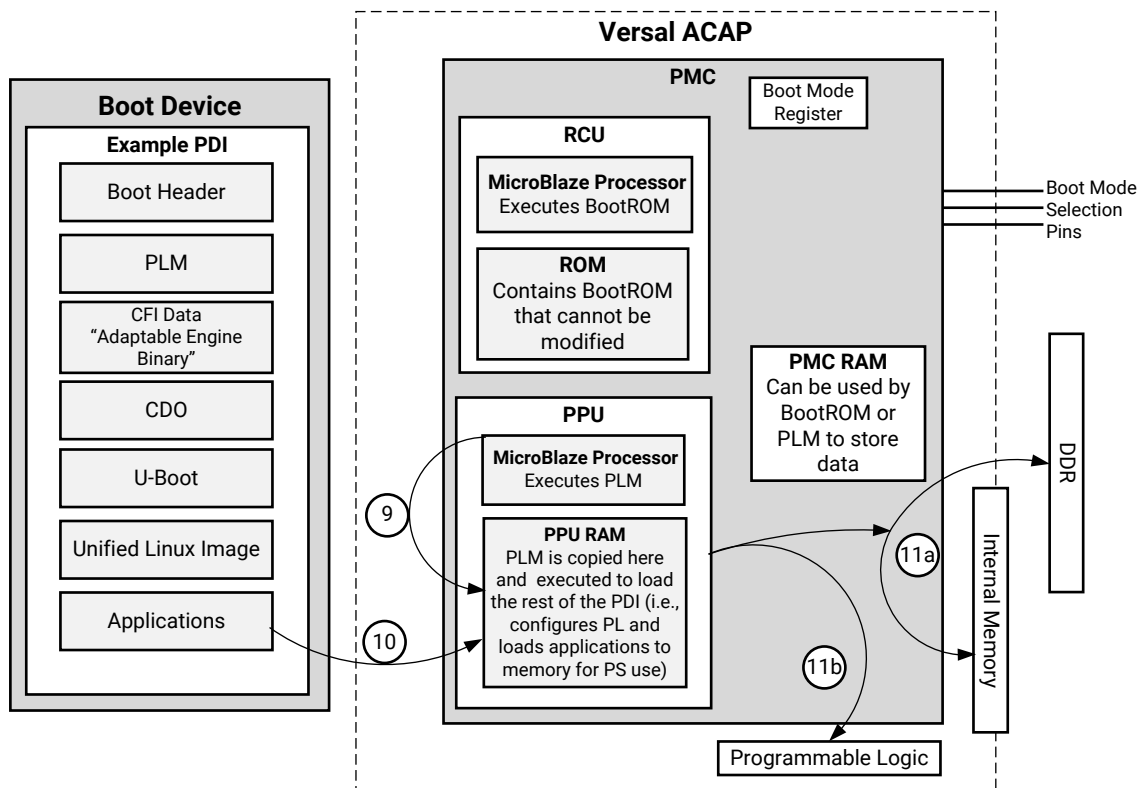 Versal ACAP
Boot Device
Example PDI
Boot Header
PLM
CFI Data
“Adaptable Engine
Binary”
CDO
U-Boot
Unified Linux Image
Applications
PMC
Boot Mode
Register
RCU
MicroBlaze Processor
Executes BootROM
ROM
Contains BootROM
that cannot be
modified
Boot Mode
Selection
Pins
PMC RAM
Can be used by
BootROM or
PLM to store
data
PPU
MicroBlaze Processor
Executes PLM
PPU RAM
PLM is copied here
and executed to load
the rest of the PDI (i.e.,
configures PL and
loads applications to
memory for PS use)
9
10
11a
11b
DDR
Internal Memory
Programmable Logic